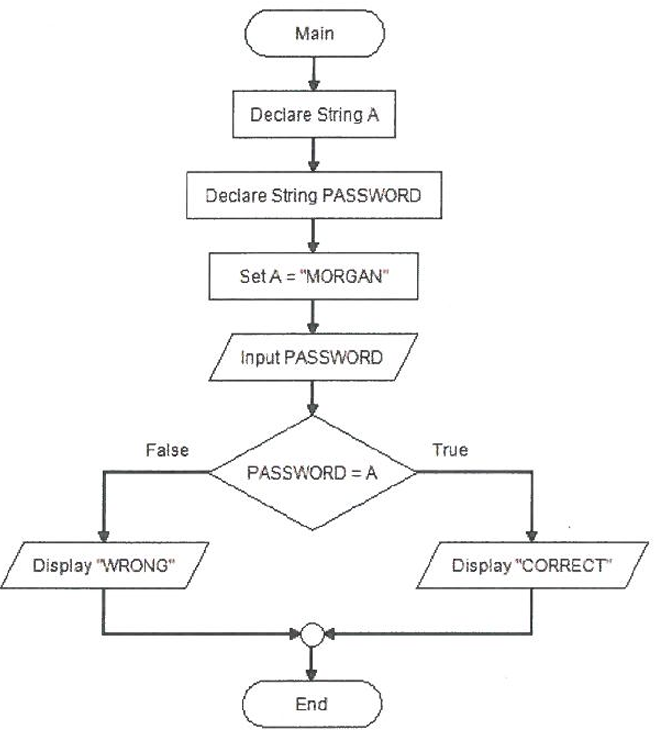 Main
Declare String A
Declare String PASSWORD
Set A = "MORGAN"
Input PASSWORD
False
True
PASSWORD = A
Display "WRONG"
Display "CORRECT"
End